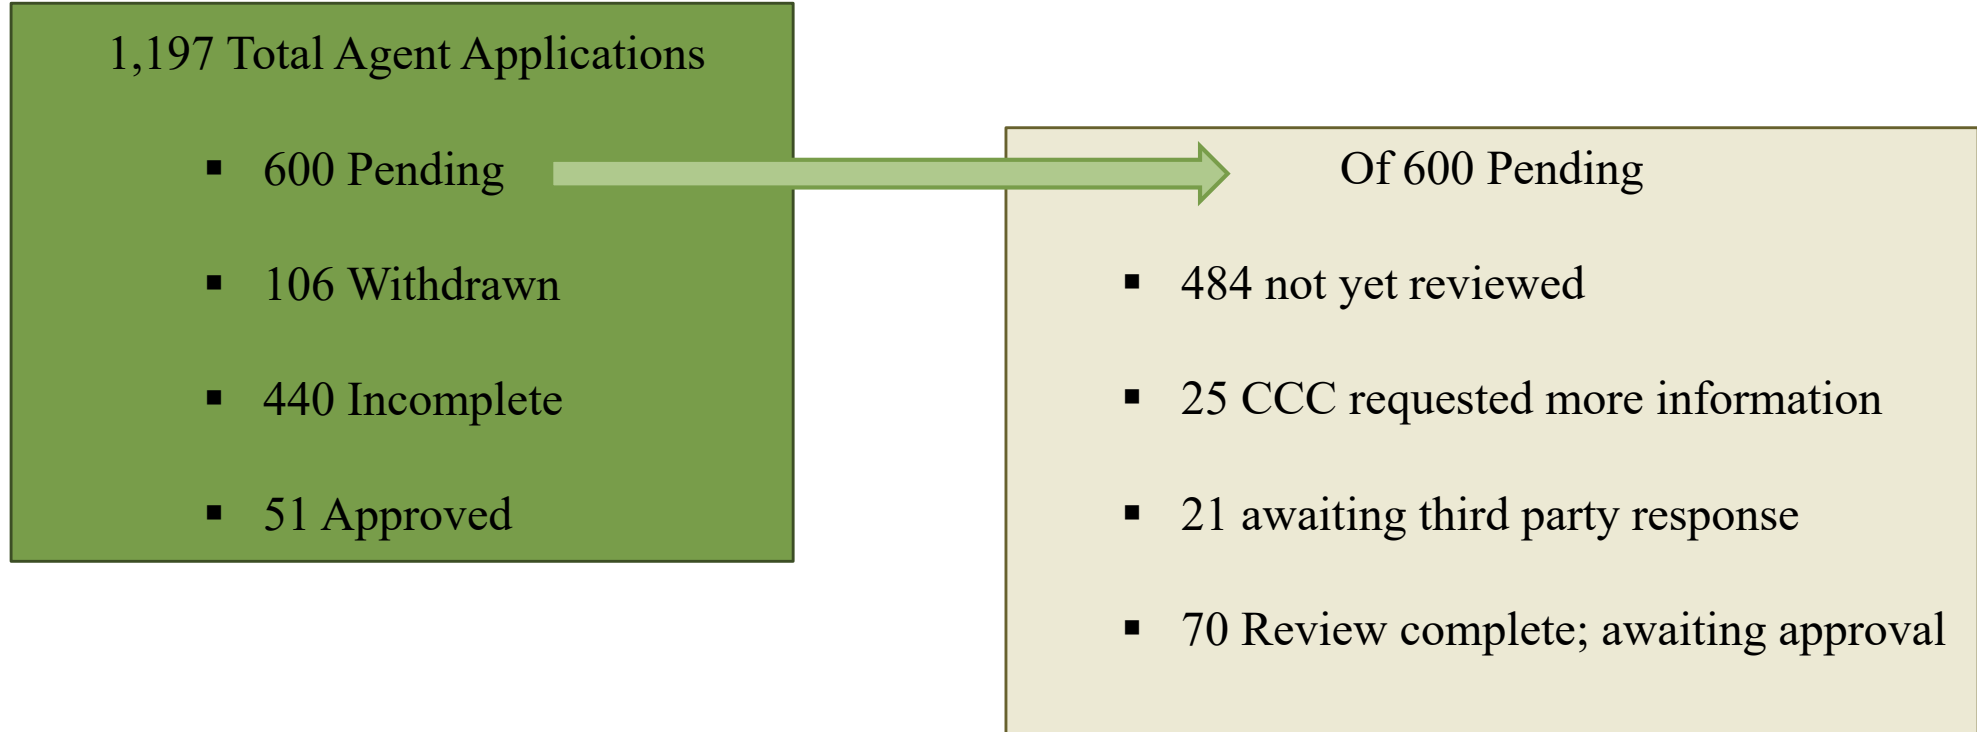 1,197 Total Agent Applications
▪ 600 Pending
▪ 106 Withdrawn
▪ 440 Incomplete
▪ 51 Approved
Of 600 Pending
▪ 484 not yet reviewed
▪ 25 CCC requested more information
▪ 21 awaiting third party response
▪ 70 Review complete; awaiting approval